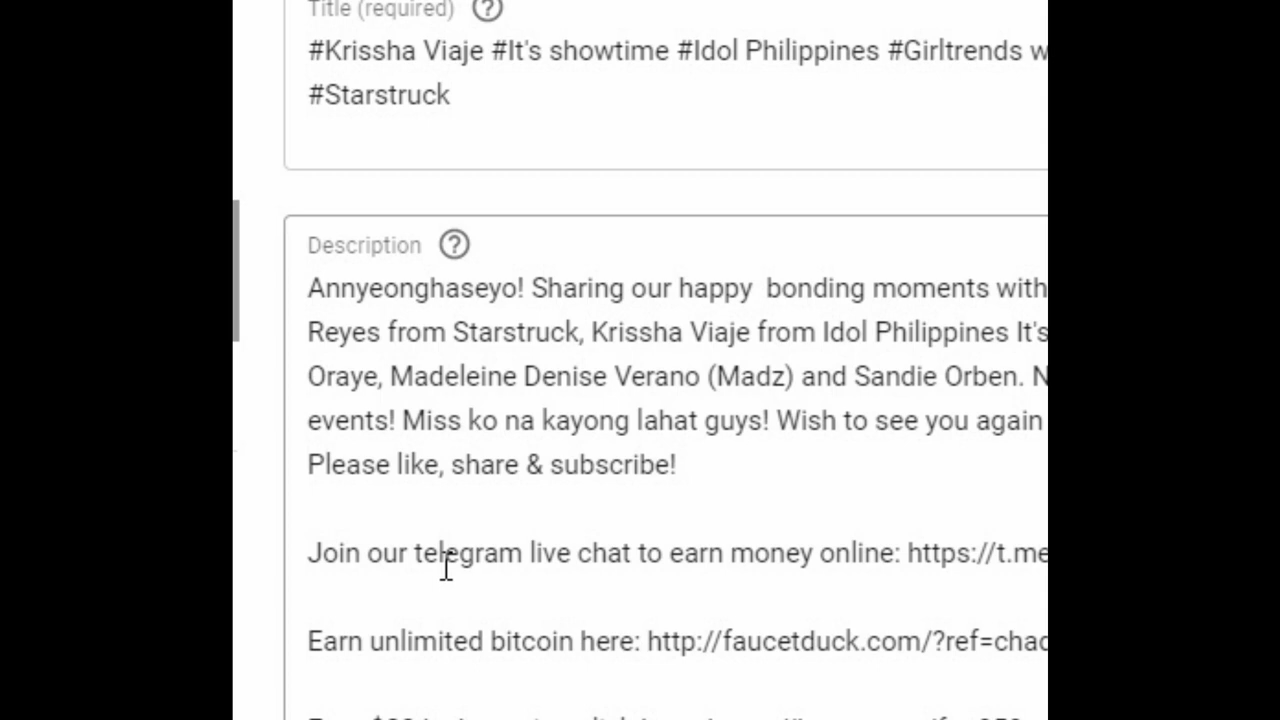 Title (required)
#Krissha Viaje #It's showtime #Idol Philippines #Girltrends w
#Starstruck
Description
Annyeonghaseyo! Sharing our happy  bonding moments with
Reyes from Starstruck, Krissha Viaje from Idol Philippines It's
Oraye, Madeleine Denise Verano (Madz) and Sandie Orben. N
events! Miss ko na kayong lahat guys! Wish to see you again
Please like, share & subscribe!
Join our telegram live chat to earn money online: https://t.me
Earn unlimited bitcoin here: http://faucetduck.com/?ref=chad